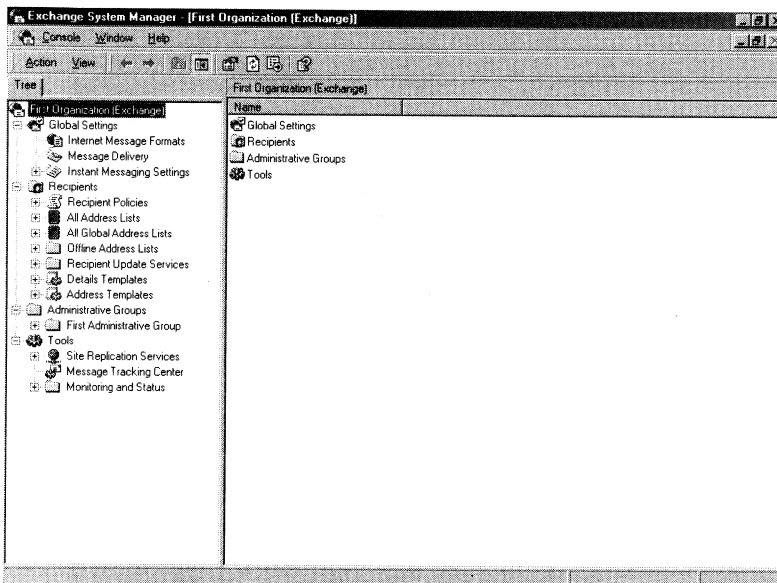 Exchange System Manager - [First Organization (Exchange)]
Console Window Help
Action View
Tree
First Organization (Exchange)
First Organization (Exchange)
Global Settings
Internet Message Formats
Message Delivery
Instant Messaging Settings
Recipients
Recipient Policies
All Address Lists
All Global Address Lists
Offline Address Lists
Recipient Update Services
Details Templates
Address Templates
Administrative Groups
First Administrative Group
Tools
Site Replication Services
Message Tracking Center
Monitoring and Status
Name
Global Settings
Recipients
Administrative Groups
Tools